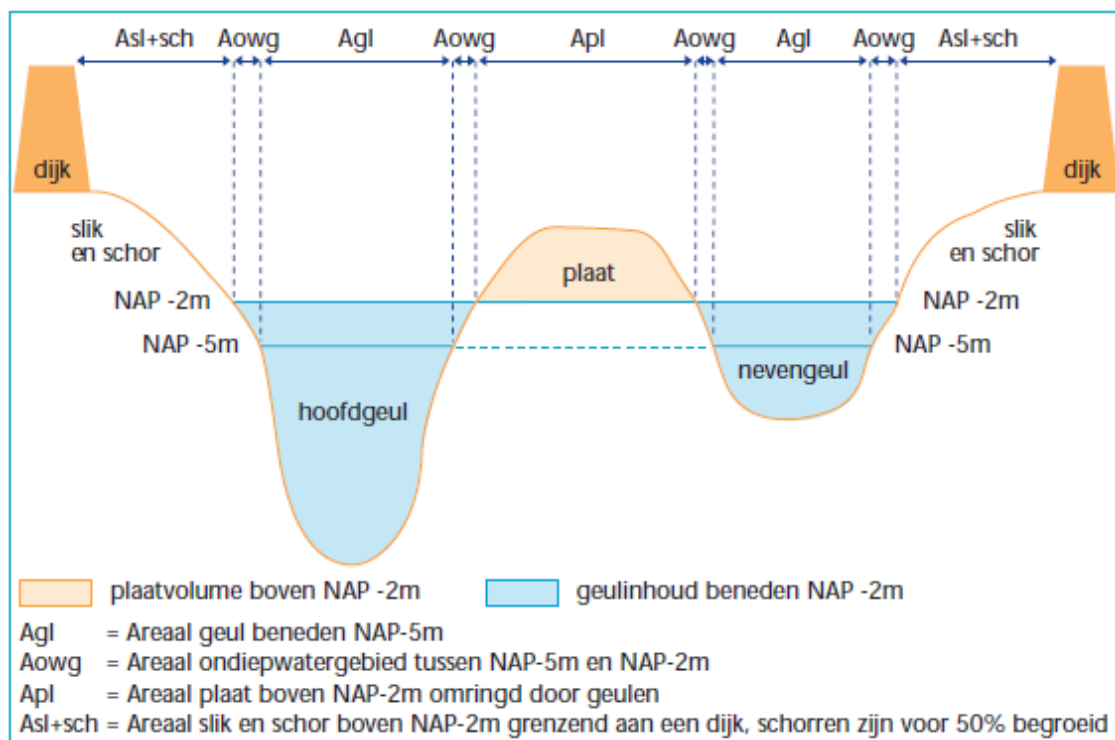 Asl+sch Aowg Agl Aowg Apl Aowg Agl Aowg Asl+sch
dijk dijk
slik
en schor
slik
en schor
plaat
NAP -2m NAP -2m
NAP -5m NAP -5m
nevengeul
hoofdgeul
plaatvolume boven NAP -2m geulinhoud beneden NAP -2m
Agl = Areaal geul beneden NAP-5m
Aowg = Areaal ondiepwatergebied tussen NAP-5m en NAP-2m
Apl = Areaal plaat boven NAP-2m omringd door geulen
Asl+sch = Areaal slik en schor boven NAP-2m grenzend aan een dijk, schorren zijn voor 50% begroeid